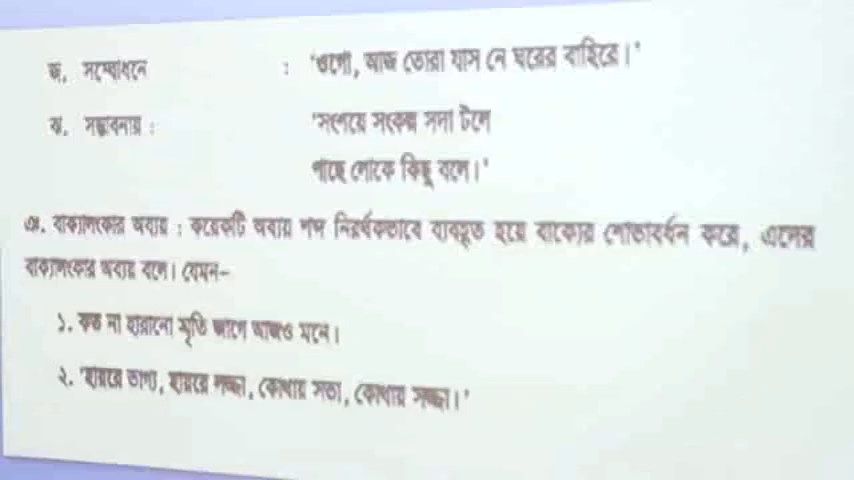 জ. সম্বোধনে : 'ওগো, আজ তোরা যাস নে ঘরের বাহিরে।'
ঝ. সম্ভাবনায় : 'সংশয়ে সংকল্প সদা টলে
পাছে লোকে কিছু বলে।'
ঞ. বাক্যালংকার অব্যয় : কয়েকটি অব্যয় শব্দ নিরর্থকভাবে ব্যবহৃত হয়ে বাক্যের শোভাবর্ধন করে, এদের
বাক্যালংকার অব্যয় বলে। যেমন–
১. কত না হারানো স্মৃতি জাগে আজও মনে।
২. 'হায়রে ভাগ্য, হায়রে লজ্জা, কোথায় সভা, কোথায় সজ্জা।'